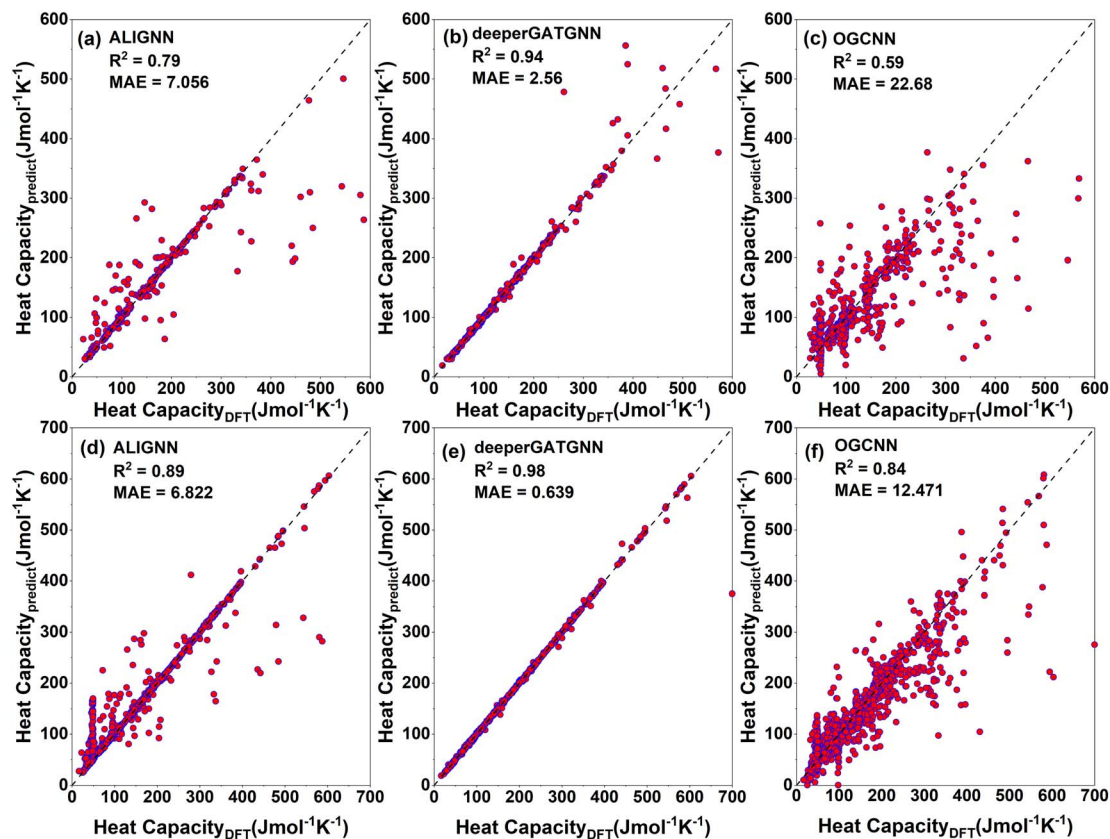 (a) ALIGNN
R² = 0.79
MAE = 7.056
600
500
400
300
200
100
0
0 100 200 300 400 500 600
Heat Capacity_predict(Jmol⁻¹K⁻¹)
Heat Capacity_DFT(Jmol⁻¹K⁻¹)
(b) deeperGATGNN
R² = 0.94
MAE = 2.56
600
500
400
300
200
100
0
0 100 200 300 400 500 600
Heat Capacity_predict(Jmol⁻¹K⁻¹)
Heat Capacity_DFT(Jmol⁻¹K⁻¹)
(c) OGCNN
R² = 0.59
MAE = 22.68
600
500
400
300
200
100
0
0 100 200 300 400 500 600
Heat Capacity_predict(Jmol⁻¹K⁻¹)
Heat Capacity_DFT(Jmol⁻¹K⁻¹)
(d) ALIGNN
R² = 0.89
MAE = 6.822
700
600
500
400
300
200
100
0
0 100 200 300 400 500 600 700
Heat Capacity_predict(Jmol⁻¹K⁻¹)
Heat Capacity_DFT(Jmol⁻¹K⁻¹)
(e) deeperGATGNN
R² = 0.98
MAE = 0.639
700
600
500
400
300
200
100
0
0 100 200 300 400 500 600 700
Heat Capacity_predict(Jmol⁻¹K⁻¹)
Heat Capacity_DFT(Jmol⁻¹K⁻¹)
(f) OGCNN
R² = 0.84
MAE = 12.471
700
600
500
400
300
200
100
0
0 100 200 300 400 500 600 700
Heat Capacity_predict(Jmol⁻¹K⁻¹)
Heat Capacity_DFT(Jmol⁻¹K⁻¹)